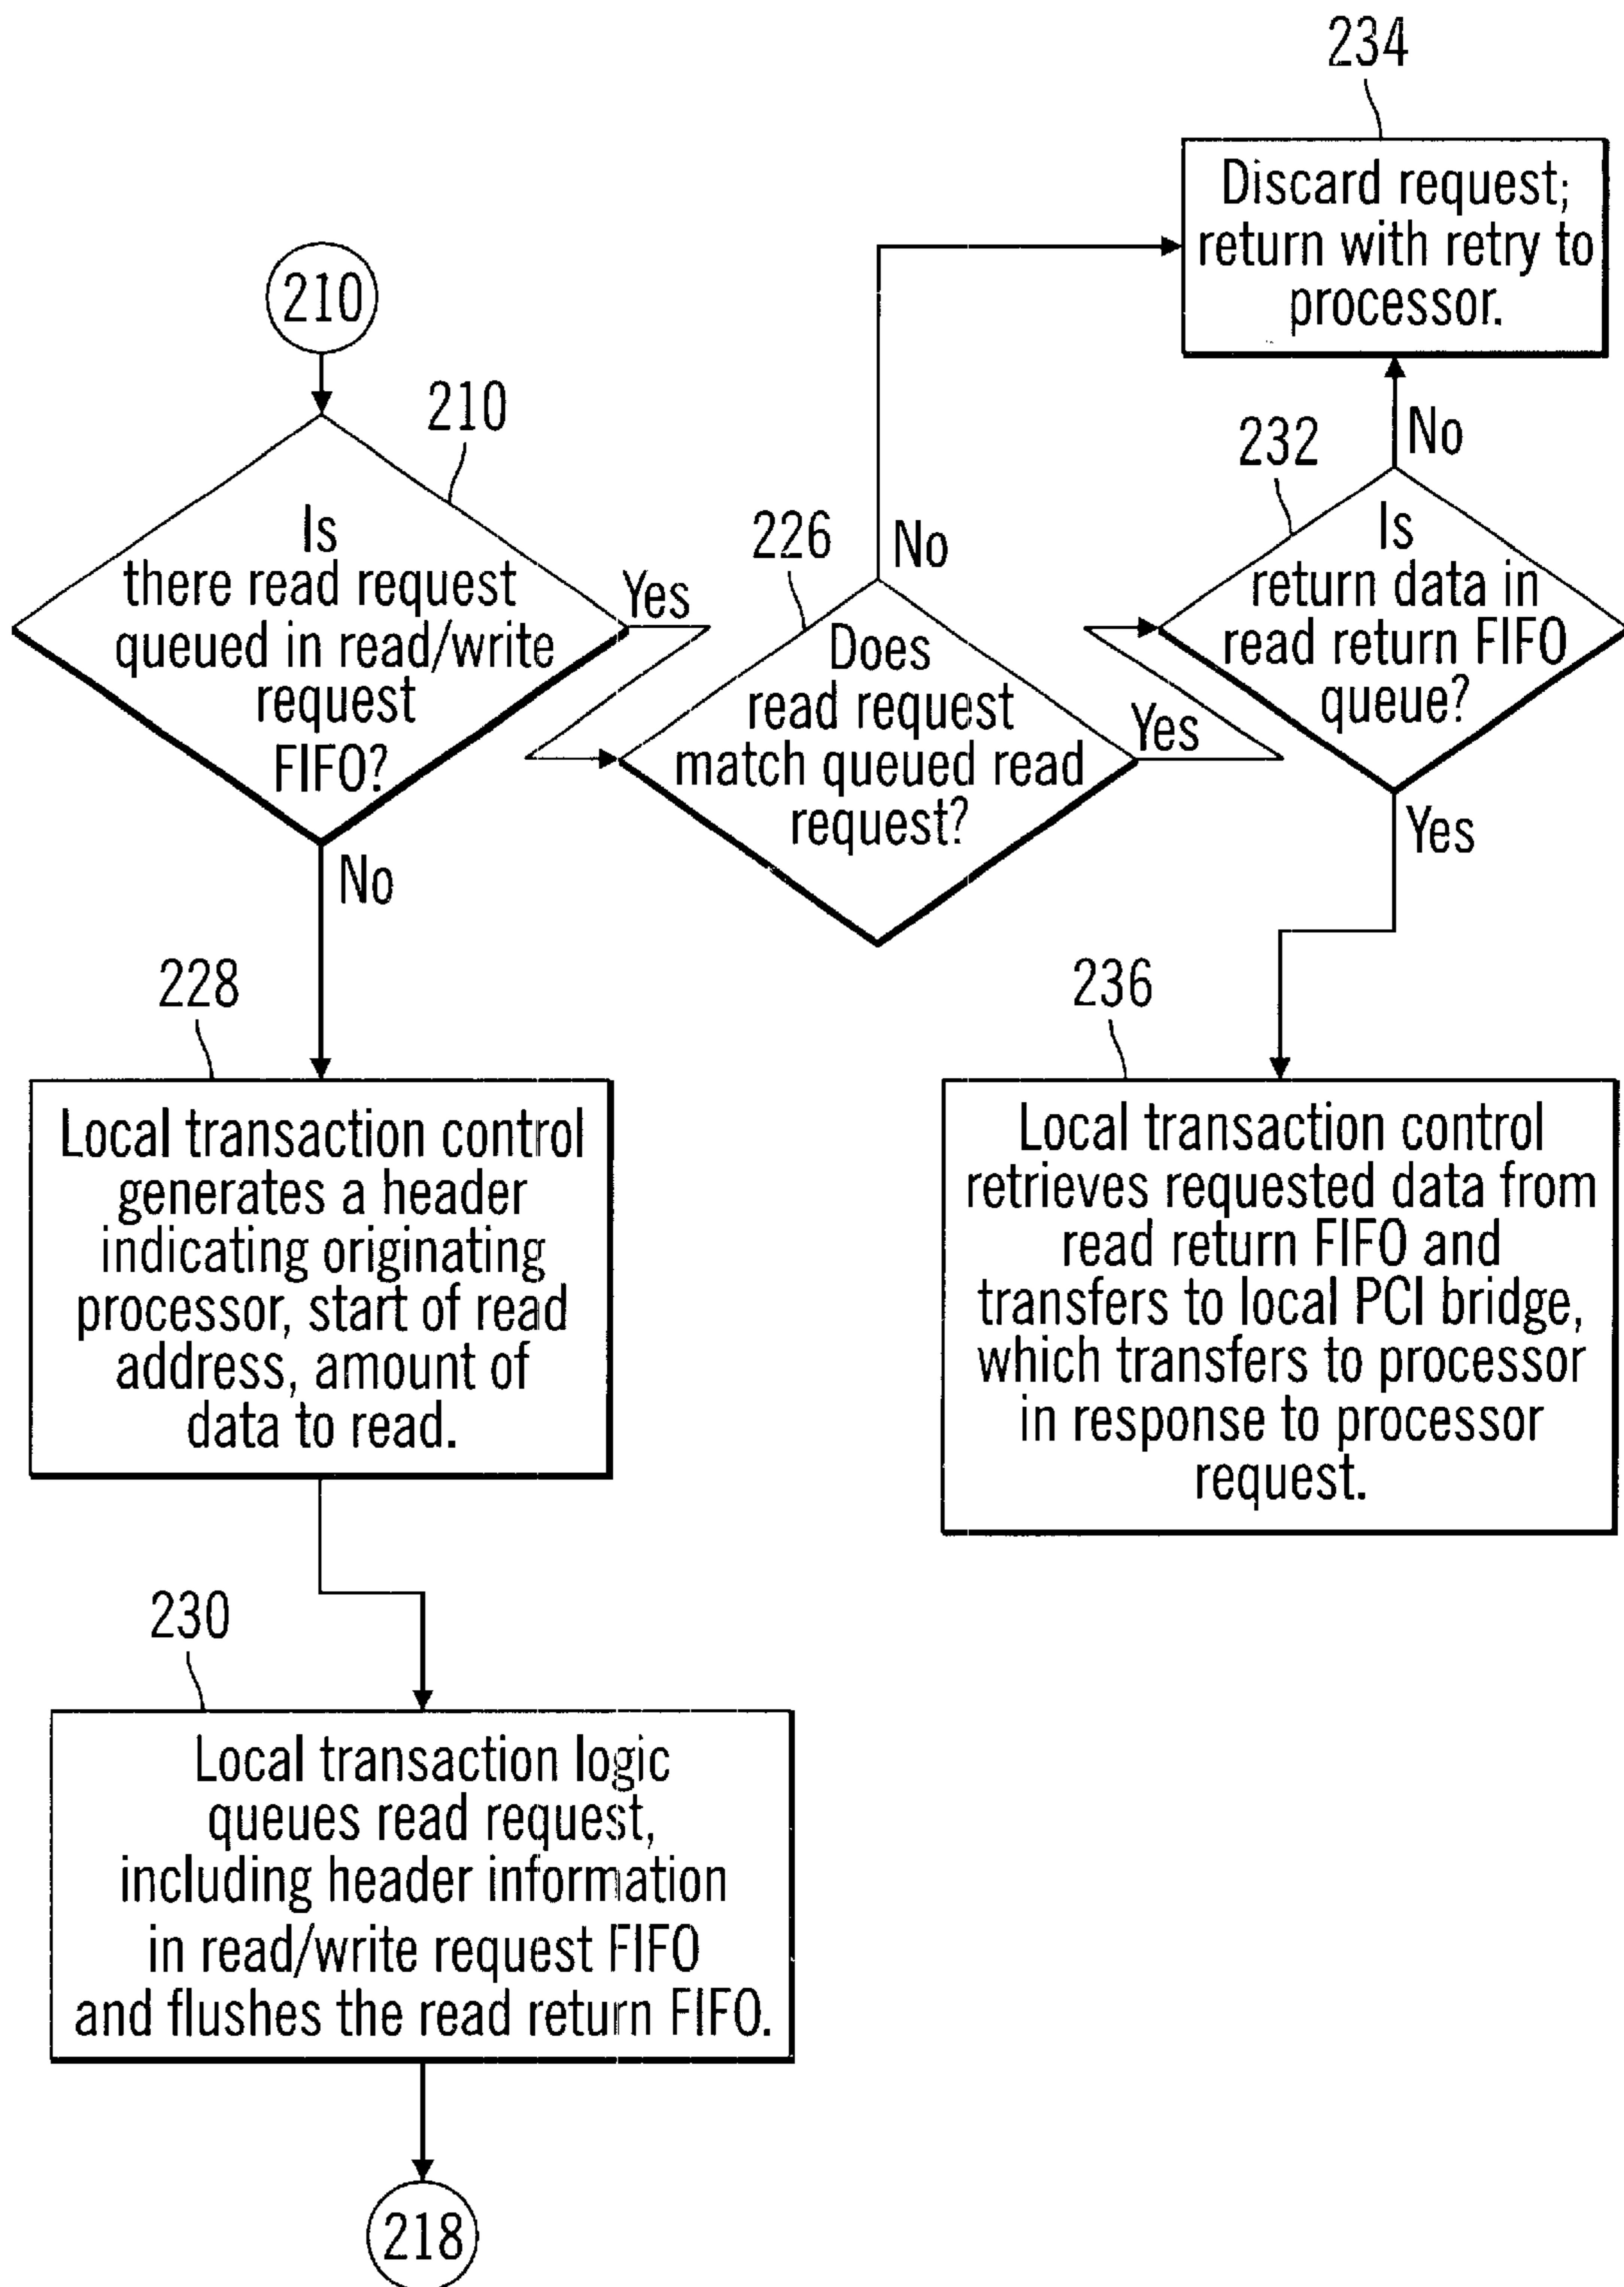 210
210
Is
there read request
queued in read/write
request
FIFO?
Yes
No
226
Does
read request
match queued read
request?
No
Yes
232
Is
return data in
read return FIFO
queue?
No
Yes
234
Discard request;
return with retry to
processor.
228
Local transaction control
generates a header
indicating originating
processor, start of read
address, amount of
data to read.
236
Local transaction control
retrieves requested data from
read return FIFO and
transfers to local PCI bridge,
which transfers to processor
in response to processor
request.
230
Local transaction logic
queues read request,
including header information
in read/write request FIFO
and flushes the read return FIFO.
218